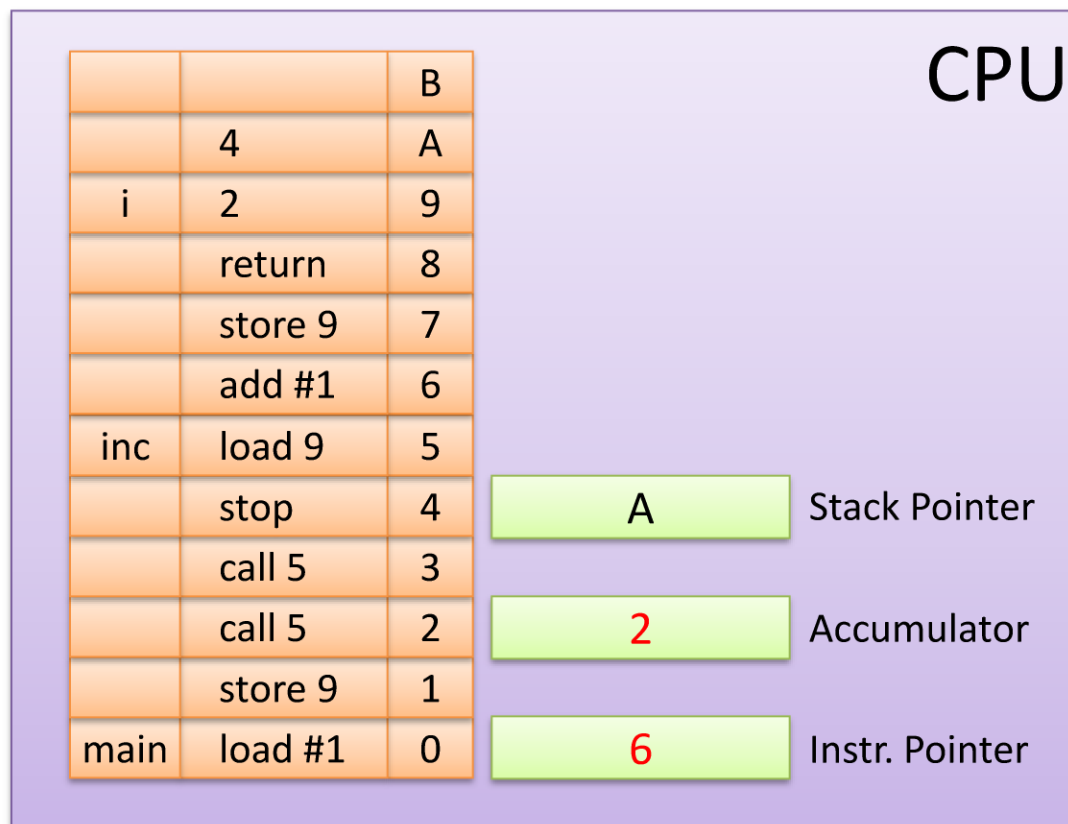 CPU
B
4 A
i 2 9
return 8
store 9 7
add #1 6
inc load 9 5
stop 4 A Stack Pointer
call 5 3
call 5 2 2 Accumulator
store 9 1
main load #1 0 6 Instr. Pointer